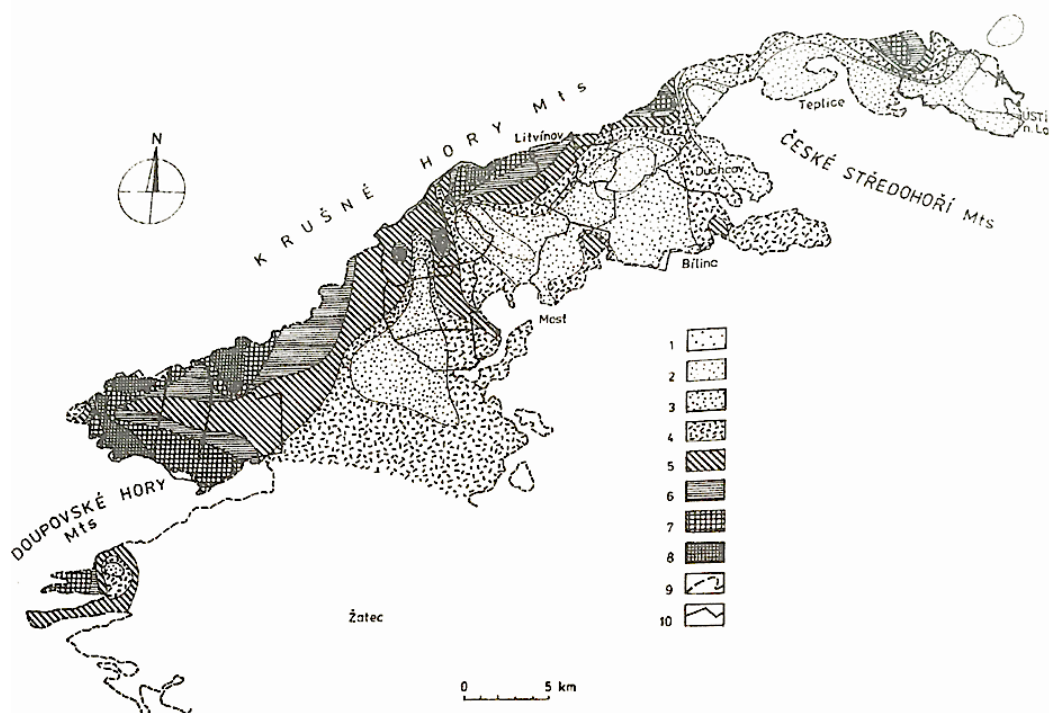 N
KRUŠNÉ HORY Mts
Litvínov
Teplice
ÚSTÍ
n. La
Duchcov
ČESKÉ STŘEDOHOŘÍ Mts
Bílina
Most
DOUPOVSKÉ HORY
Mts
Žatec
1
2
3
4
5
6
7
8
9
10
0 5 km